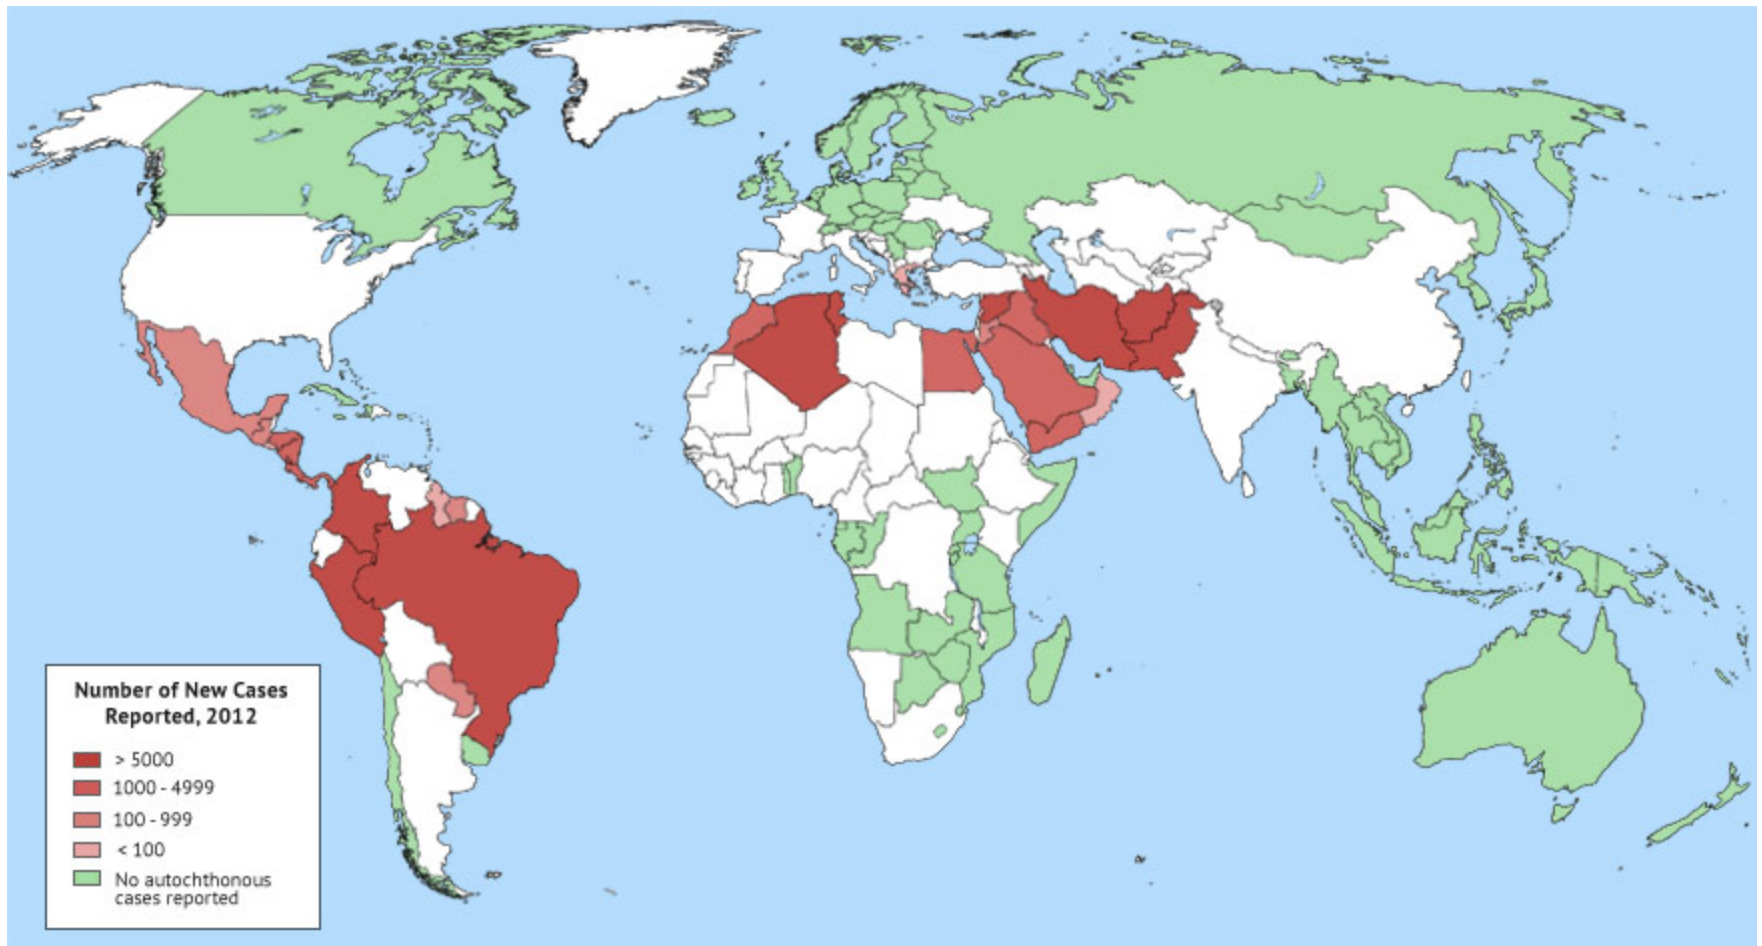 Number of New Cases
Reported, 2012
> 5000
1000 - 4999
100 - 999
< 100
No autochthonous
cases reported